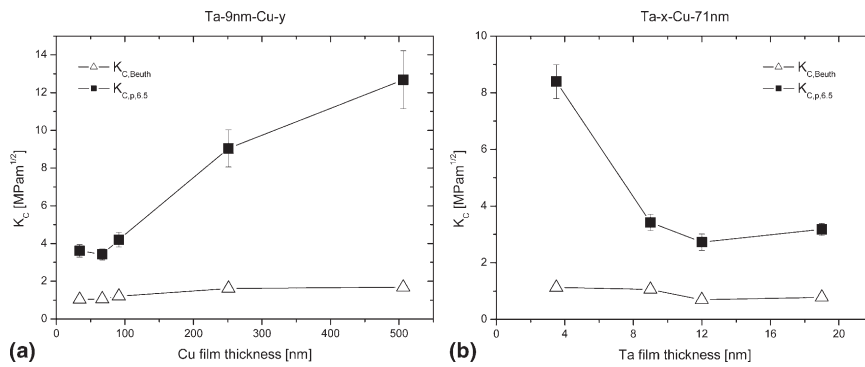 Ta-9nm-Cu-y
14
12
10
8
6
4
2
0
K_C [MPam^1/2]
K_C,Beuth
K_C,p,6.5
0 100 200 300 400 500
Cu film thickness [nm]
(a)
Ta-x-Cu-71nm
10
8
6
4
2
0
K_C [MPam^1/2]
K_C,Beuth
K_C,p,6.5
0 4 8 12 16 20
Ta film thickness [nm]
(b)